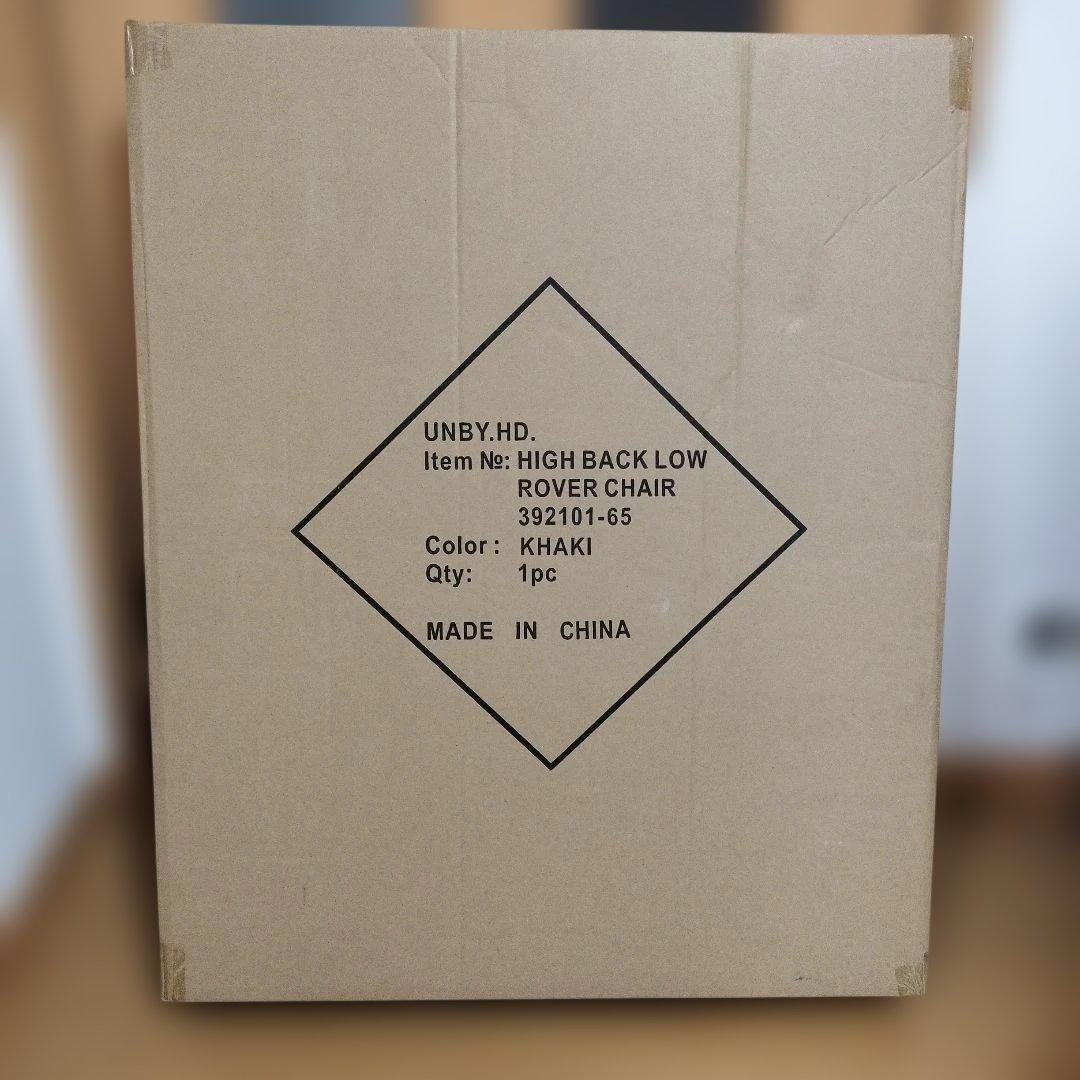 UNBY.HD.
Item №: HIGH BACK LOW
ROVER CHAIR
392101-65
Color : KHAKI
Qty: 1pc
MADE IN CHINA